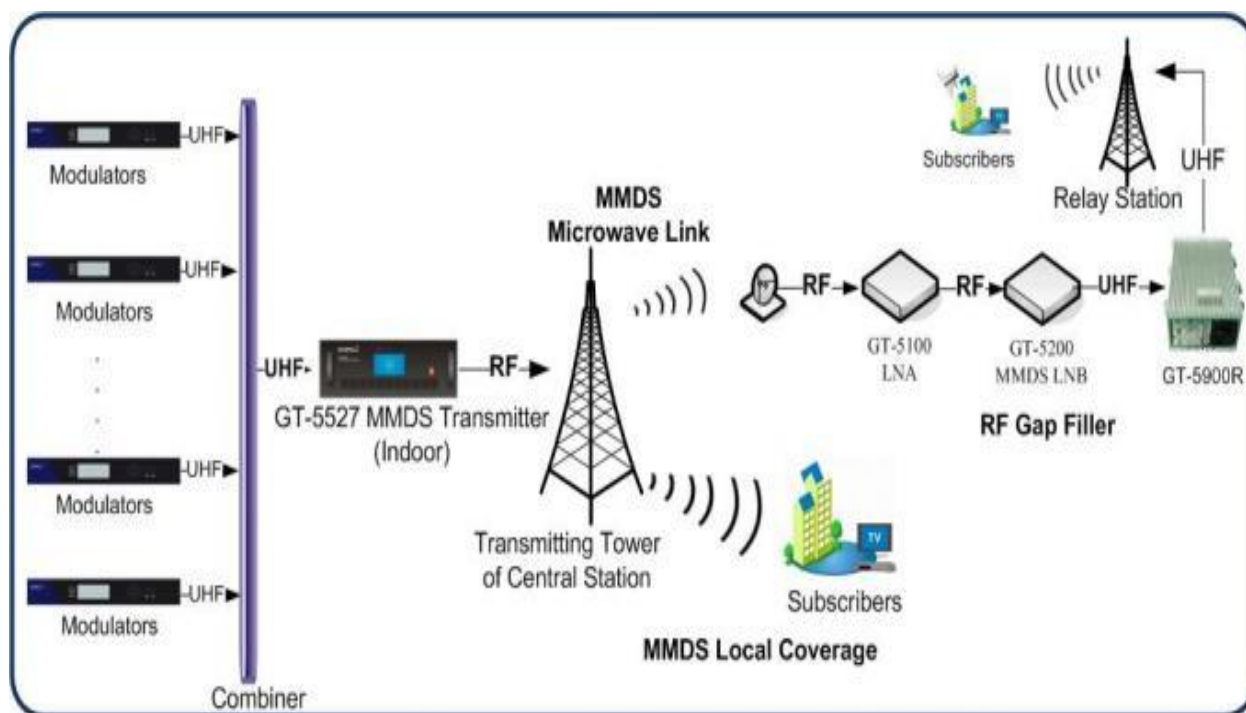 UHF
Modulators
UHF
Modulators
UHF
Modulators
UHF
Modulators
Combiner
UHF
GT-5527 MMDS Transmitter
(Indoor)
RF
MMDS
Microwave Link
Transmitting Tower
of Central Station
RF
GT-5100
LNA
RF
GT-5200
MMDS LNB
UHF
GT-5900R
RF Gap Filler
UHF
Relay Station
Subscribers
TV
Subscribers
MMDS Local Coverage